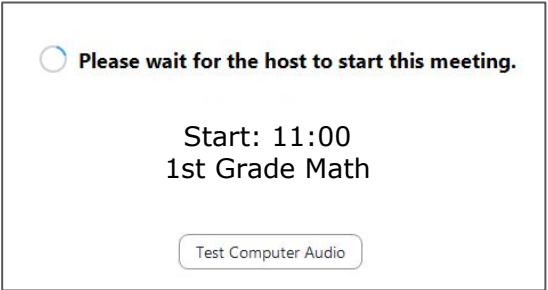 Please wait for the host to start this meeting.
Start: 11:00
1st Grade Math
Test Computer Audio